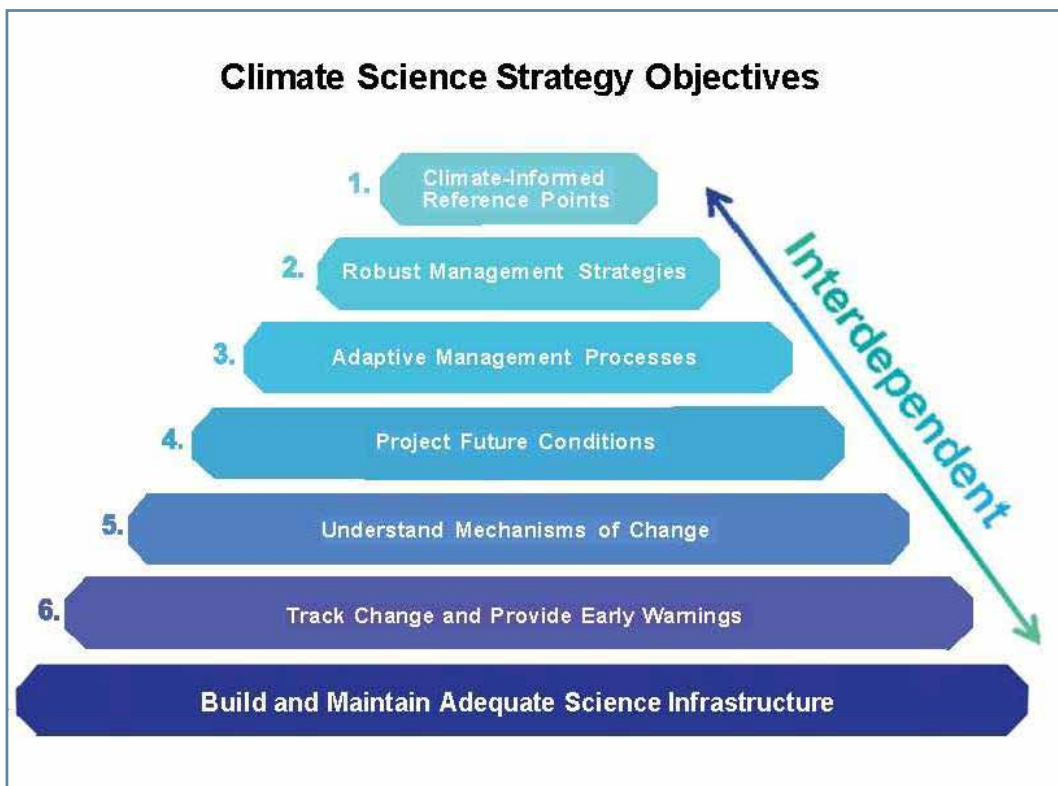 Climate Science Strategy Objectives
1.
Climate-Informed
Reference Points
2.
Robust Management Strategies
3.
Adaptive Management Processes
4.
Project Future Conditions
5.
Understand Mechanisms of Change
6.
Track Change and Provide Early Warnings
Build and Maintain Adequate Science Infrastructure
Interdependent